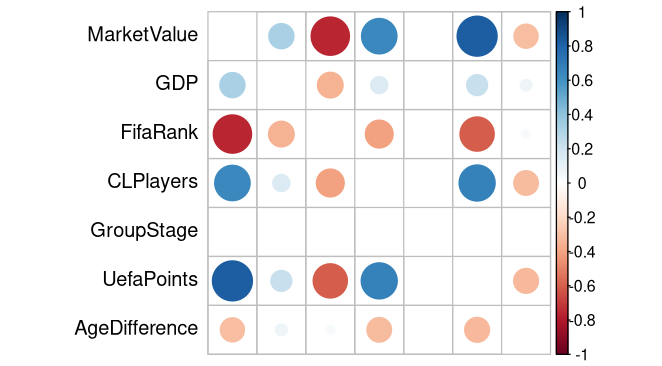 MarketValue
GDP
FifaRank
CLPlayers
GroupStage
UefaPoints
AgeDifference
1
0.8
0.6
0.4
0.2
0
-0.2
-0.4
-0.6
-0.8
-1